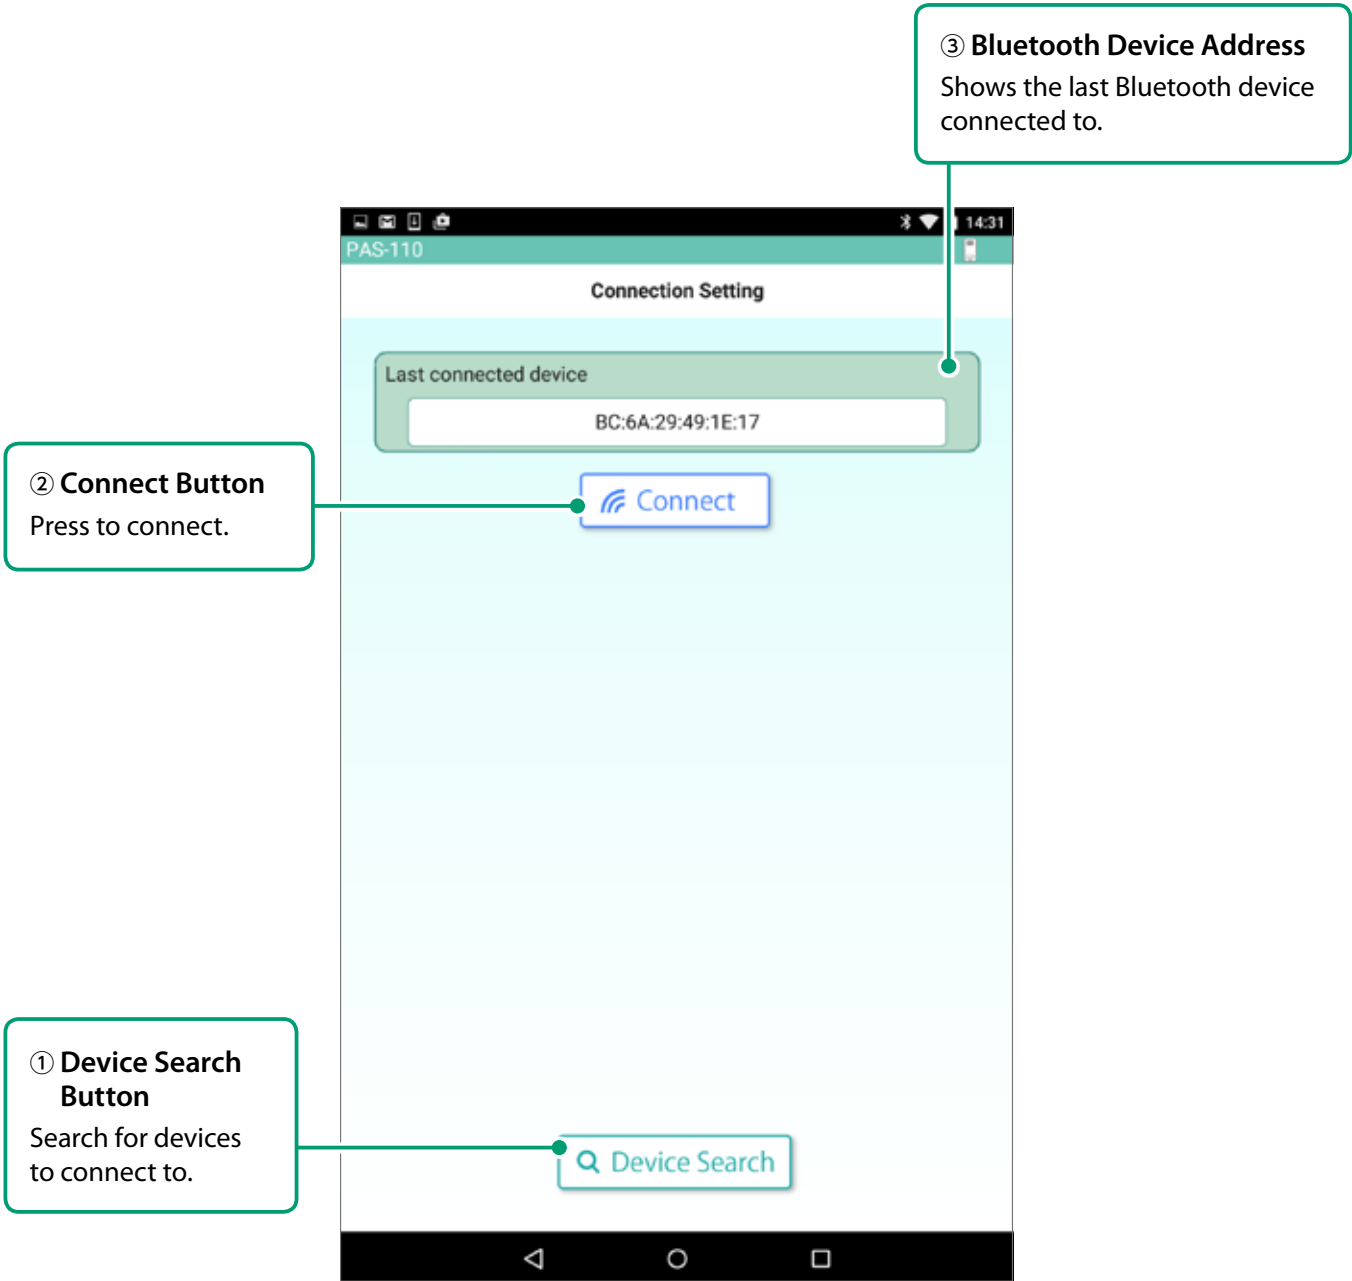 ③ Bluetooth Device Address
Shows the last Bluetooth device
connected to.
14:31
PAS-110
Connection Setting
Last connected device
BC:6A:29:49:1E:17
② Connect Button
Press to connect.
Connect
① Device Search
Button
Search for devices
to connect to.
Device Search